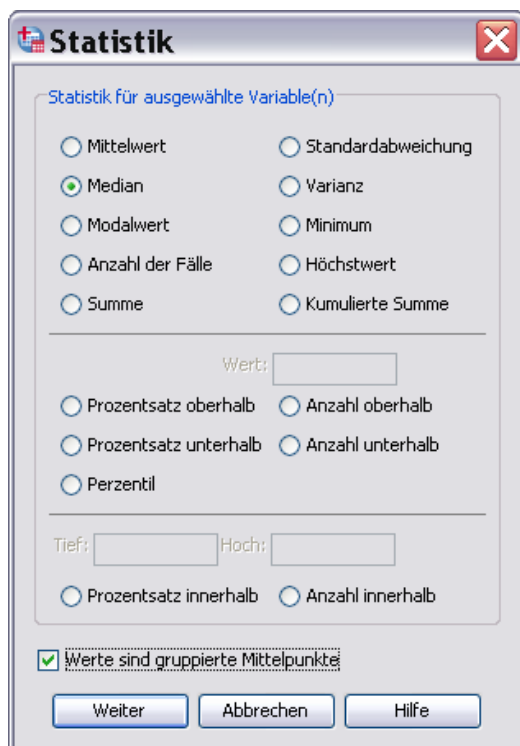 Statistik
Statistik für ausgewählte Variable(n)
Mittelwert Standardabweichung
Median Varianz
Modalwert Minimum
Anzahl der Fälle Höchstwert
Summe Kumulierte Summe
Wert:
Prozentsatz oberhalb Anzahl oberhalb
Prozentsatz unterhalb Anzahl unterhalb
Perzentil
Tief: Hoch:
Prozentsatz innerhalb Anzahl innerhalb
Werte sind gruppierte Mittelpunkte
Weiter Abbrechen Hilfe